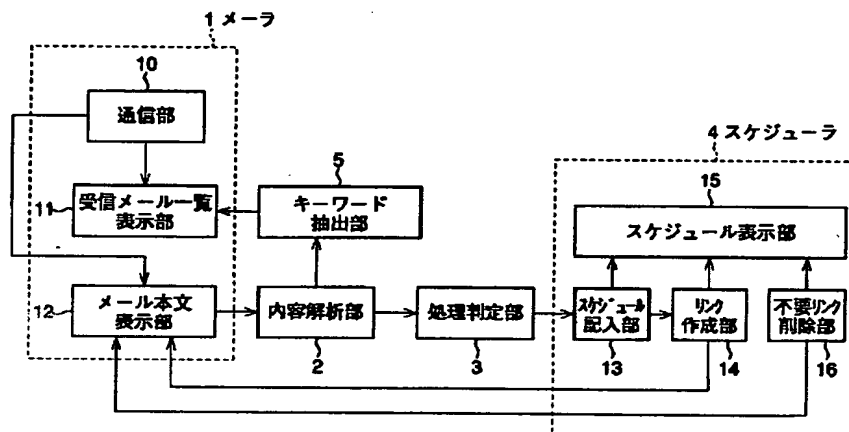 1 メーラ
10
通信部
4 スケジューラ
5
15
11
受信メール一覧
表示部
キーワード
抽出部
スケジュール表示部
12
メール本文
表示部
内容解析部
処理判定部
スケジュール
記入部
リンク
作成部
不要リンク
削除部
2
3
13
14
16